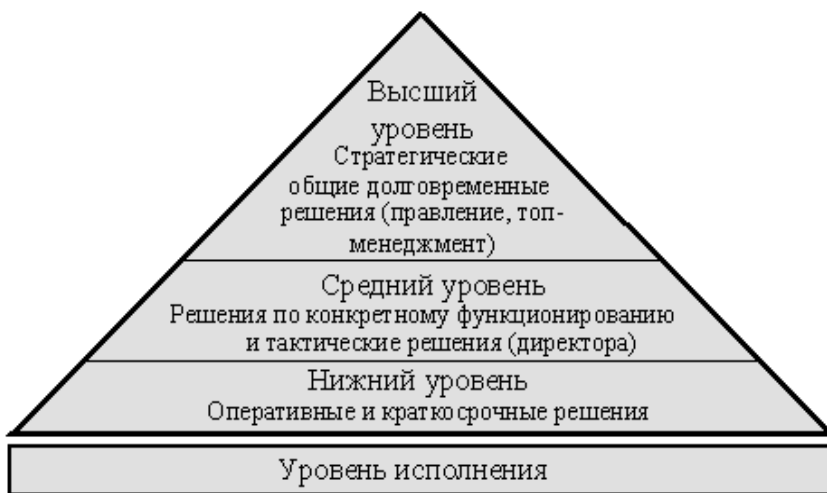 Высший
уровень
Стратегические
общие долговременные
решения (правление, топ-
менеджмент)
Средний уровень
Решения по конкретному функционированию
и тактические решения (директора)
Нижний уровень
Оперативные и краткосрочные решения
Уровень исполнения